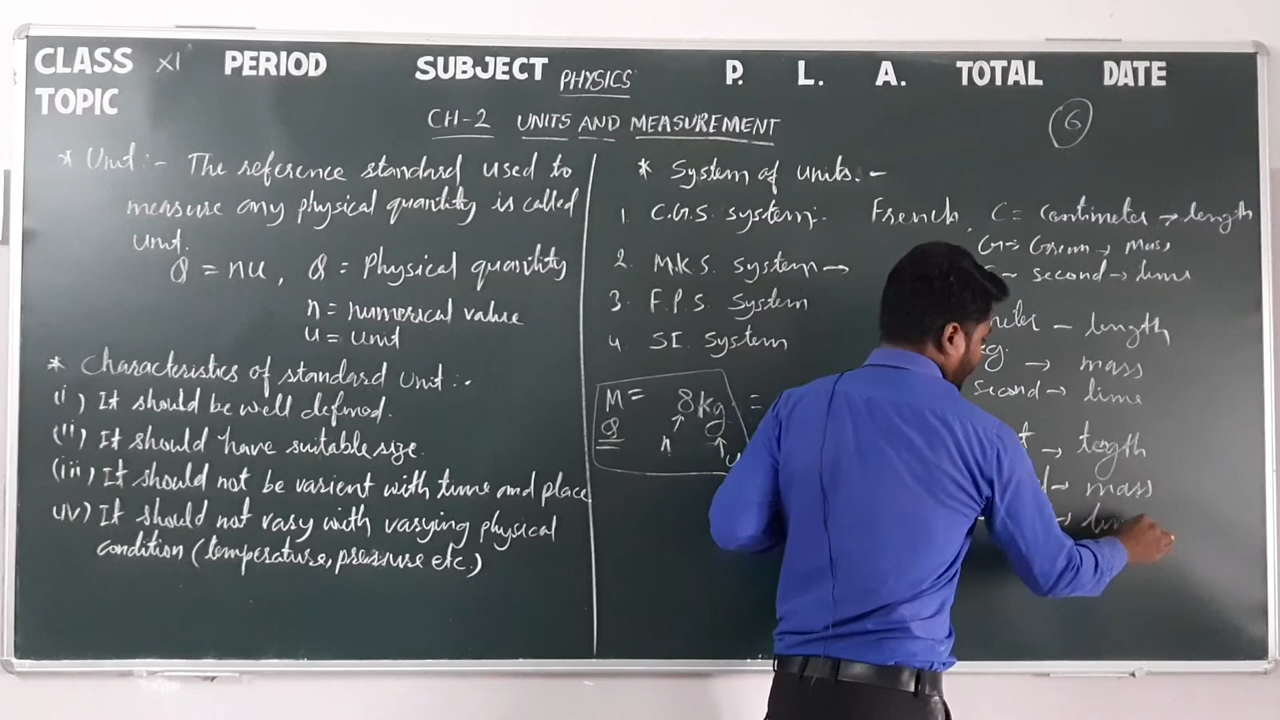 CLASS XI PERIOD SUBJECT PHYSICS P. L. A. TOTAL DATE
TOPIC
CH-2 UNITS AND MEASUREMENT
6
* Unit :- The reference standard used to
measure any physical quantity is called
unit.
Q = nu, Q = Physical quantity
n = numerical value
u = unit
* Characteristics of standard Unit :-
(i) It should be well defined.
(ii) It should have suitable size.
(iii) It should not be varient with time and place
(iv) It should not vary with varying physical
condition (temperature, pressure etc.)
* System of units :-
1. C.G.S. system :- French, C = centimeter → length
G = Gram → Mass
second → time
2. M.K.S. System →
3. F.P.S. System
4 SI. System
length
→ mass
second → time
M = 8 kg =
Q n u
→ length
→ mass